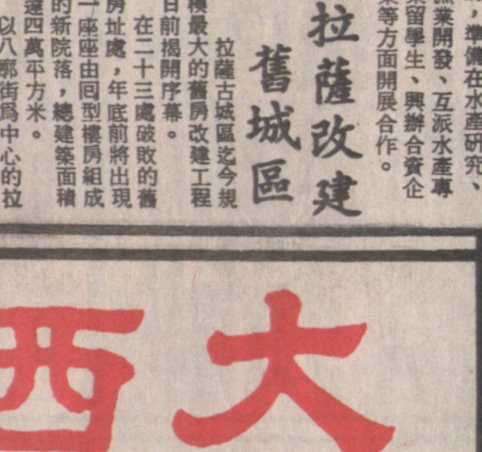 ，準備在水產研究、
漁業開發、互派水產專
業留學生、興辦合資企
業等方面開展合作。
拉薩改建
舊城區
拉薩古城區迄今規
模最大的舊房改建工程
日前揭開序幕。
在二十三處破敗的舊
房址處，年底前將出現
一座座由回型樓房組成
的新院落，總建築面積
達四萬平方米。
以八廓街爲中心的拉
大西